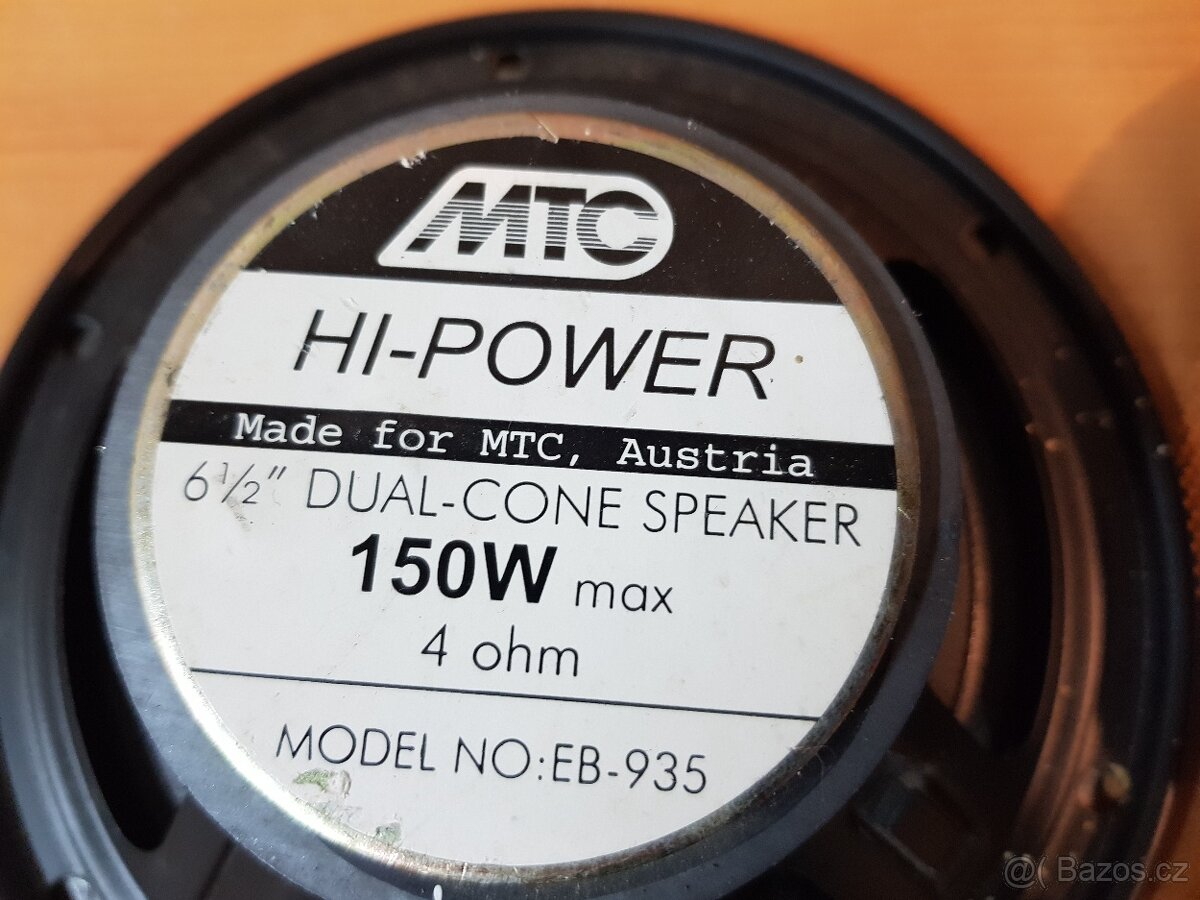 MTC
HI-POWER
Made for MTC, Austria
6½" DUAL-CONE SPEAKER
150W max
4 ohm
MODEL NO:EB-935
@( Bazos.cz